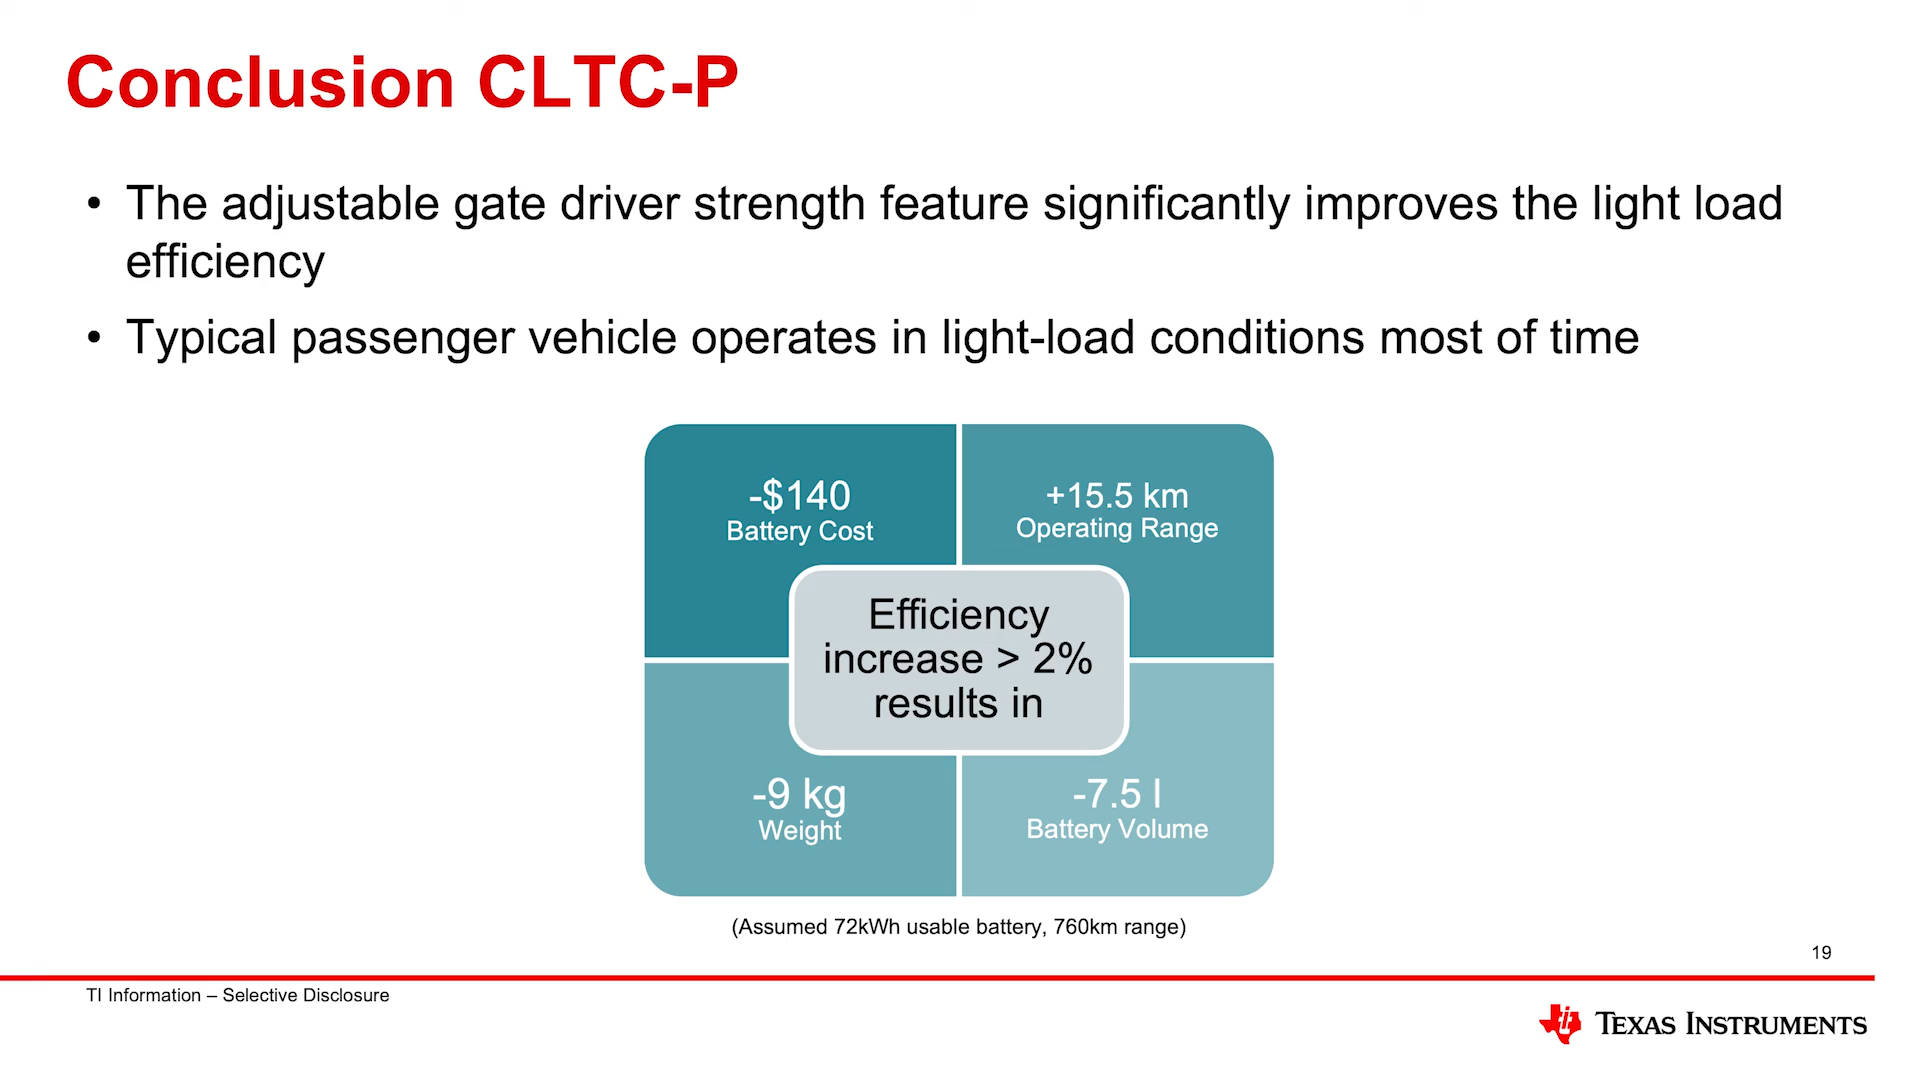 Conclusion CLTC-P
• The adjustable gate driver strength feature significantly improves the light load
efficiency
• Typical passenger vehicle operates in light-load conditions most of time
-$140
Battery Cost
+15.5 km
Operating Range
Efficiency
increase > 2%
results in
-9 kg
Weight
-7.5 l
Battery Volume
(Assumed 72kWh usable battery, 760km range)
19
TI Information – Selective Disclosure
TEXAS INSTRUMENTS